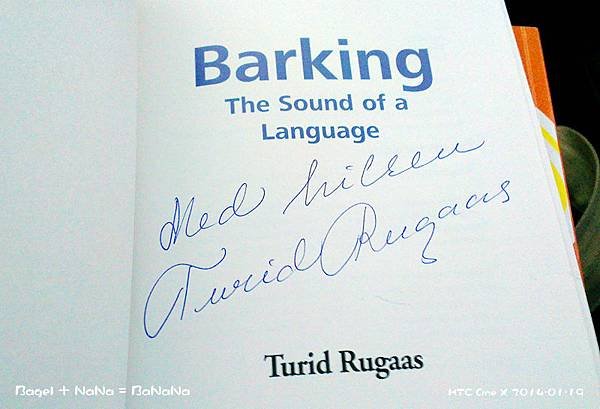 Barking
The Sound of a
Language
Med hilsen
Turid Rugaas
Turid Rugaas
Bagel + NaNa = BaNaNa
HTC One X 2014-01-19